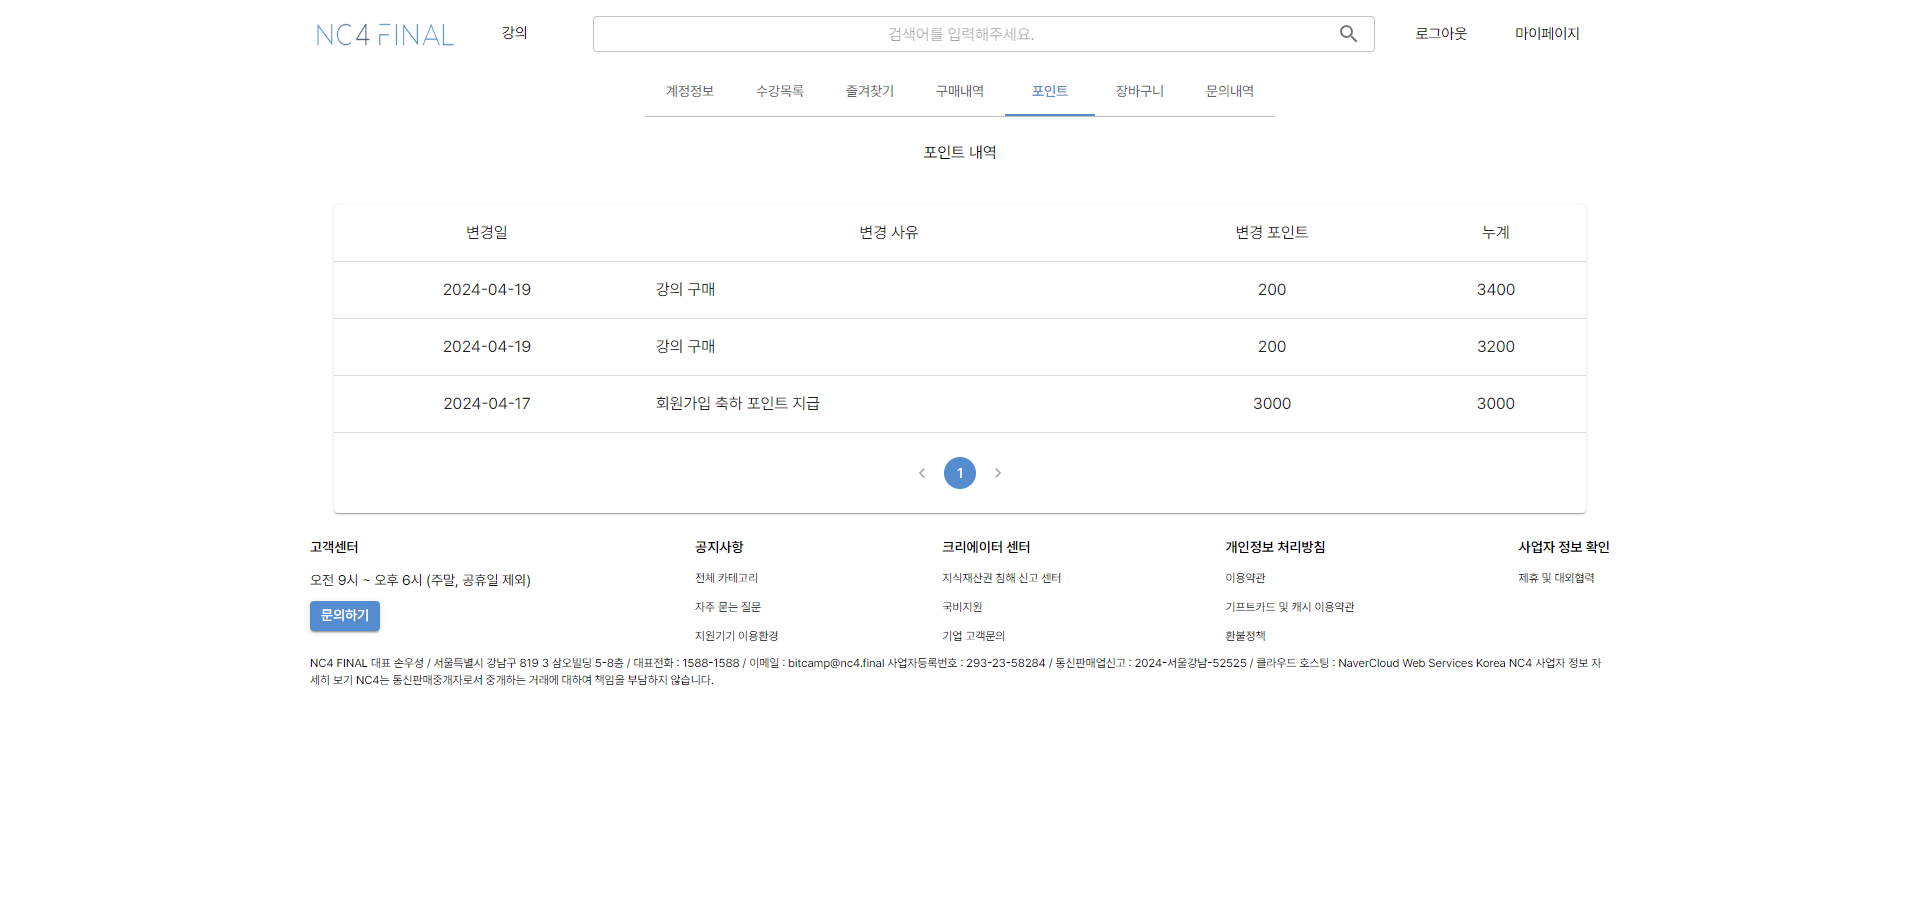 NC4 FINAL 강의 검색어를 입력해주세요. 로그아웃 마이페이지
계정정보 수강목록 즐겨찾기 구매내역 포인트 장바구니 문의내역
포인트 내역
변경일 변경 사유 변경 포인트 누계
2024-04-19 강의 구매 200 3400
2024-04-19 강의 구매 200 3200
2024-04-17 회원가입 축하 포인트 지급 3000 3000
1
고객센터 공지사항 크리에이터 센터 개인정보 처리방침 사업자 정보 확인
오전 9시 ~ 오후 6시 (주말, 공휴일 제외) 전체 카테고리 지식재산권 침해 신고 센터 이용약관 제휴 및 대외협력
문의하기 자주 묻는 질문 국비지원 기프트카드 및 캐시 이용약관
지원기기 이용환경 기업 고객문의 환불정책
NC4 FINAL 대표 손우성 / 서울특별시 강남구 819 3 삼오빌딩 5-8층 / 대표전화 : 1588-1588 / 이메일 : bitcamp@nc4.final 사업자등록번호 : 293-23-58284 / 통신판매업신고 : 2024-서울강남-52525 / 클라우드 호스팅 : NaverCloud Web Services Korea NC4 사업자 정보 자
세히 보기 NC4는 통신판매중개자로서 중개하는 거래에 대하여 책임을 부담하지 않습니다.